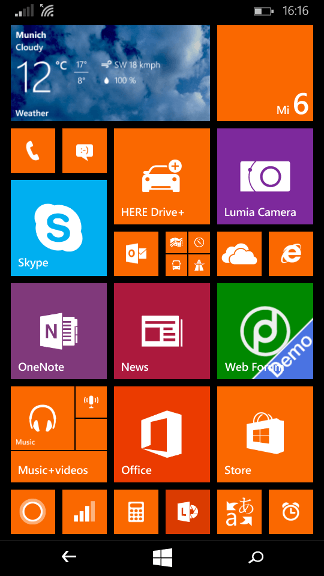 16:16
Munich
Cloudy
12 °C 17° SW 18 kmph
8° 100 %
Weather
Mi 6
HERE Drive+
Lumia Camera
Skype
OneNote
News
Web Forum
Demo
Music
Music+videos
Office
Store